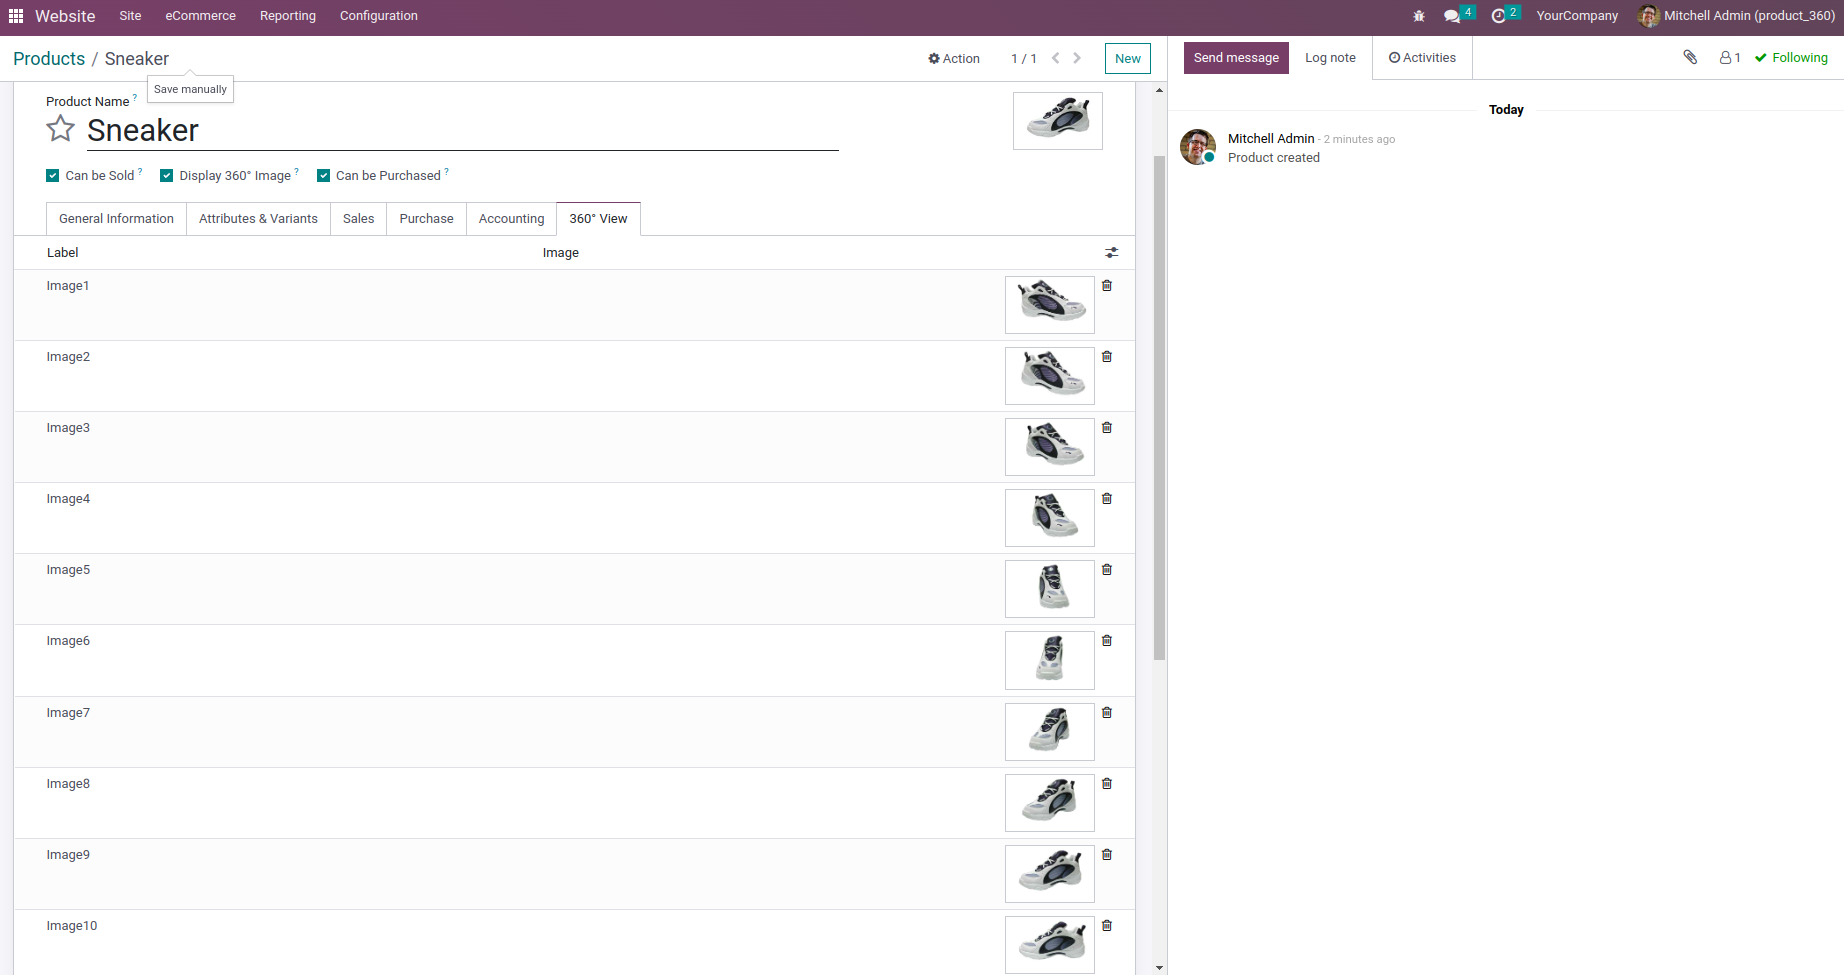 Website Site eCommerce Reporting Configuration 4 2 YourCompany Mitchell Admin (product_360)
Products / Sneaker Action 1 / 1 New Send message Log note Activities 1 Following
Save manually
Product Name ?
Sneaker
Can be Sold ? Display 360° Image ? Can be Purchased ?
General Information Attributes & Variants Sales Purchase Accounting 360° View
Label Image
Image1
Image2
Image3
Image4
Image5
Image6
Image7
Image8
Image9
Image10
Today
Mitchell Admin - 2 minutes ago
Product created